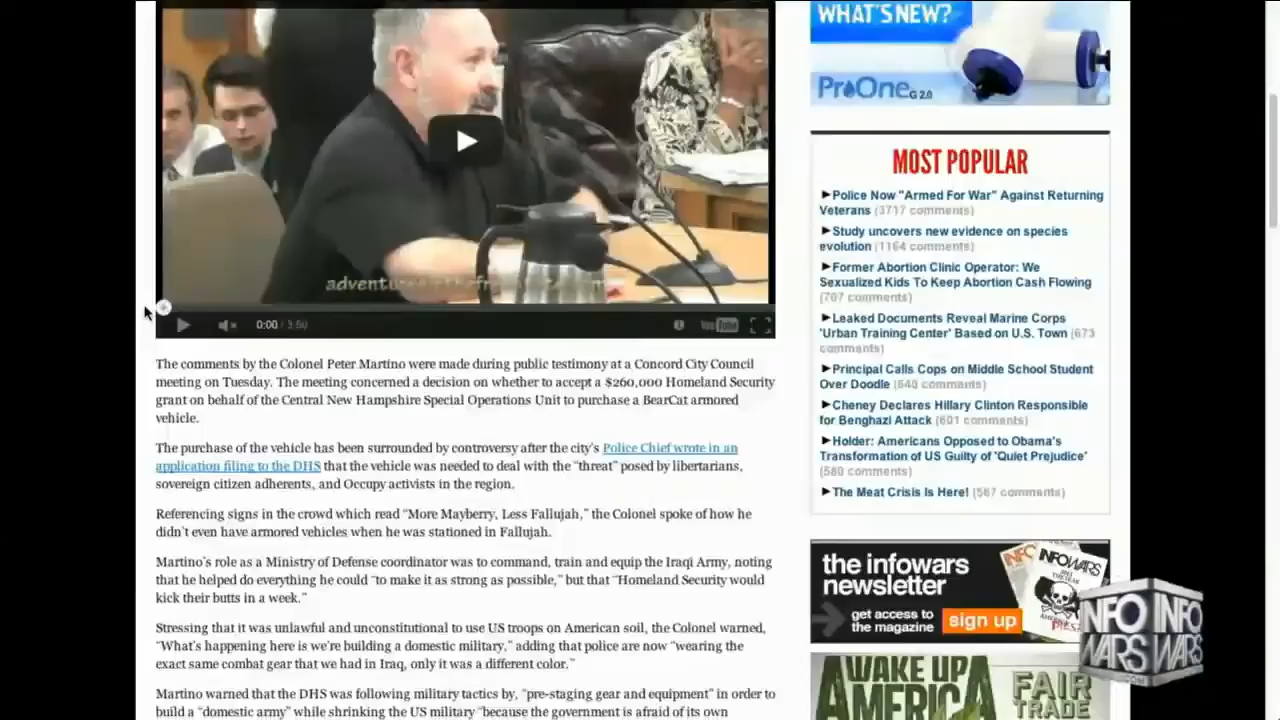 adventures
0:00 / 3:50
YouTube
The comments by the Colonel Peter Martino were made during public testimony at a Concord City Council
meeting on Tuesday. The meeting concerned a decision on whether to accept a $260,000 Homeland Security
grant on behalf of the Central New Hampshire Special Operations Unit to purchase a BearCat armored
vehicle.
The purchase of the vehicle has been surrounded by controversy after the city's Police Chief wrote in an
application filing to the DHS that the vehicle was needed to deal with the “threat” posed by libertarians,
sovereign citizen adherents, and Occupy activists in the region.
Referencing signs in the crowd which read “More Mayberry, Less Fallujah,” the Colonel spoke of how he
didn't even have armored vehicles when he was stationed in Fallujah.
Martino's role as a Ministry of Defense coordinator was to command, train and equip the Iraqi Army, noting
that he helped do everything he could “to make it as strong as possible,” but that “Homeland Security would
kick their butts in a week.”
Stressing that it was unlawful and unconstitutional to use US troops on American soil, the Colonel warned,
“What's happening here is we're building a domestic military,” adding that police are now “wearing the
exact same combat gear that we had in Iraq, only it was a different color.”
Martino warned that the DHS was following military tactics by, “pre-staging gear and equipment” in order to
build a “domestic army” while shrinking the US military “because the government is afraid of its own
WHAT'S NEW?
ProOne G 2.0
MOST POPULAR
►Police Now "Armed For War" Against Returning
Veterans (3717 comments)
►Study uncovers new evidence on species
evolution (1164 comments)
►Former Abortion Clinic Operator: We
Sexualized Kids To Keep Abortion Cash Flowing
(707 comments)
►Leaked Documents Reveal Marine Corps
'Urban Training Center' Based on U.S. Town (673
comments)
►Principal Calls Cops on Middle School Student
Over Doodle (640 comments)
►Cheney Declares Hillary Clinton Responsible
for Benghazi Attack (601 comments)
►Holder: Americans Opposed to Obama's
Transformation of US Guilty of 'Quiet Prejudice'
(580 comments)
►The Meat Crisis Is Here! (567 comments)
the infowars
newsletter
get access to
the magazine
sign up
INFOWARS
INFO INFO
WARS WARS
.COM
WAKE UP
AMERICA
FAIR
TRADE